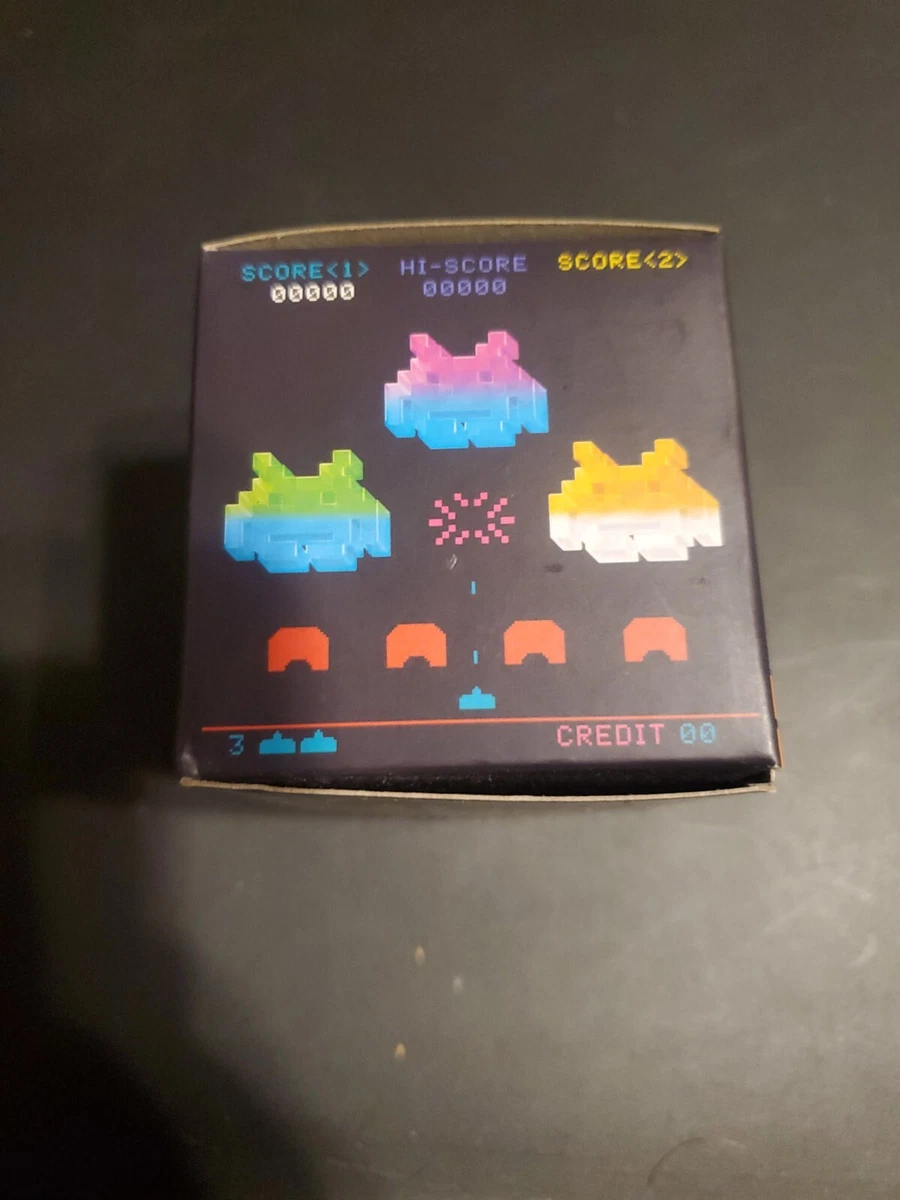 SCORE<1> HI-SCORE SCORE<2>
00000 00000
3 CREDIT 00